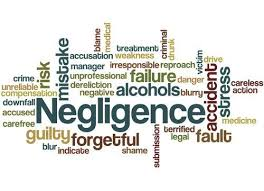 blame
medical
treatment
criminal
drunk
victim
drive
accusation
weakness
manager
irresponsible
reproach
crime
risk
mistake
unprofessional
failure
danger
careless
unreliable
dereliction
action
compensation
negative
alcohols
blurry
accident
stress
downfall
Negligence
accused
carefree
medicine
guilty
forgetful
submission
terrified
legal
fault
blur
indicate
shame